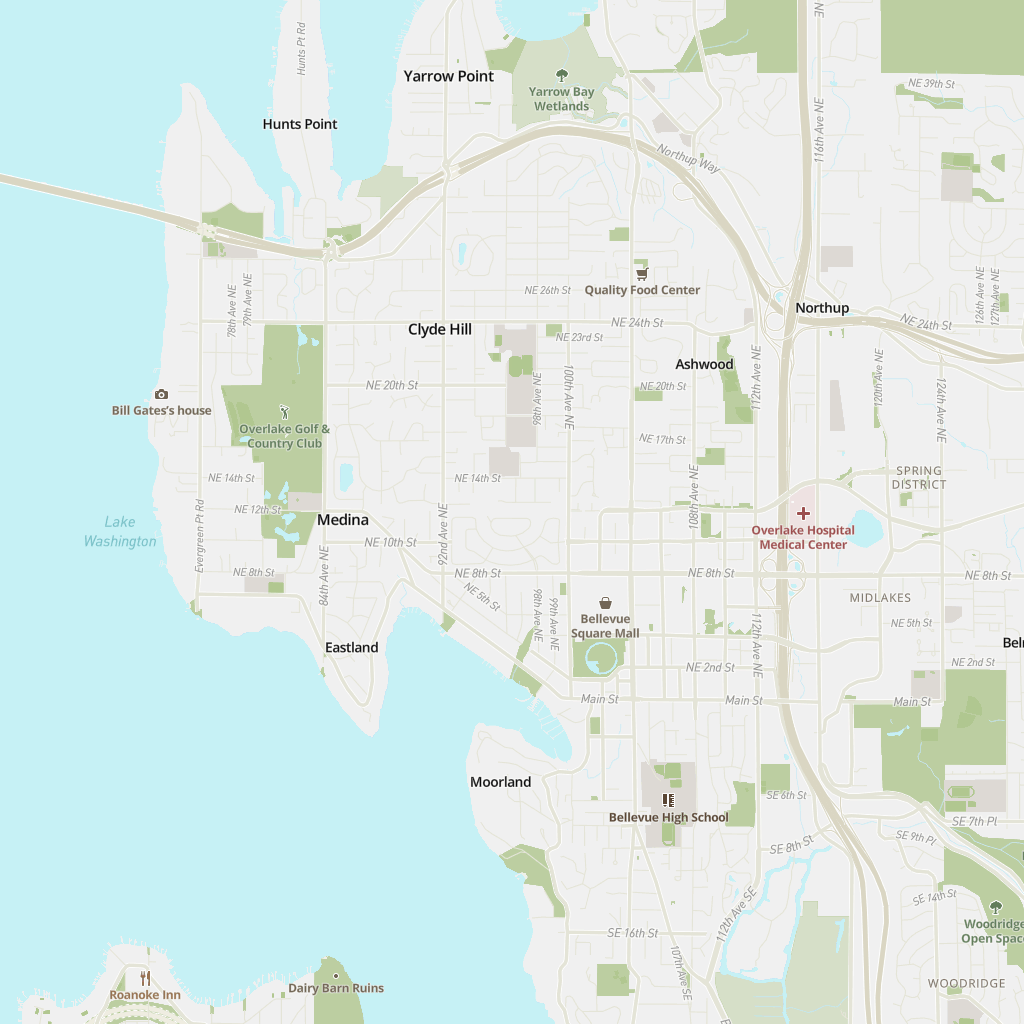 NE
Hunts Pt Rd
Yarrow Point
NE 39th St
Yarrow Bay
Wetlands
116th Ave NE
Hunts Point
Northup Way
78th Ave NE
79th Ave NE
NE 26th St
Quality Food Center
126th Ave NE
127th Ave NE
Northup
Clyde Hill
NE 24th St
NE 24th St
NE 23rd St
Ashwood
NE 20th St
98th Ave NE
100th Ave NE
NE 20th St
112th Ave NE
120th Ave NE
124th Ave NE
Bill Gates's house
Overlake Golf &
Country Club
NE 17th St
NE 14th St
NE 14th St
SPRING
DISTRICT
108th Ave NE
NE 12th St
Lake
Washington
Medina
92nd Ave NE
Evergreen Pt Rd
Overlake Hospital
Medical Center
NE 10th St
84th Ave NE
NE 8th St
NE 8th St
NE 8th St
NE 8th St
NE 5th St
98th Ave NE
99th Ave NE
MIDLAKES
Bellevue
Square Mall
NE 5th St
112th Ave NE
Eastland
NE 2nd St
NE 2nd St
Main St
Main St
Main St
Moorland
SE 6th St
Bellevue High School
SE 7th Pl
SE 9th Pl
SE 8th St
SE 14th St
112th Ave SE
Woodridge
Open Space
SE 16th St
107th Ave SE
WOODRIDGE
Dairy Barn Ruins
Roanoke Inn